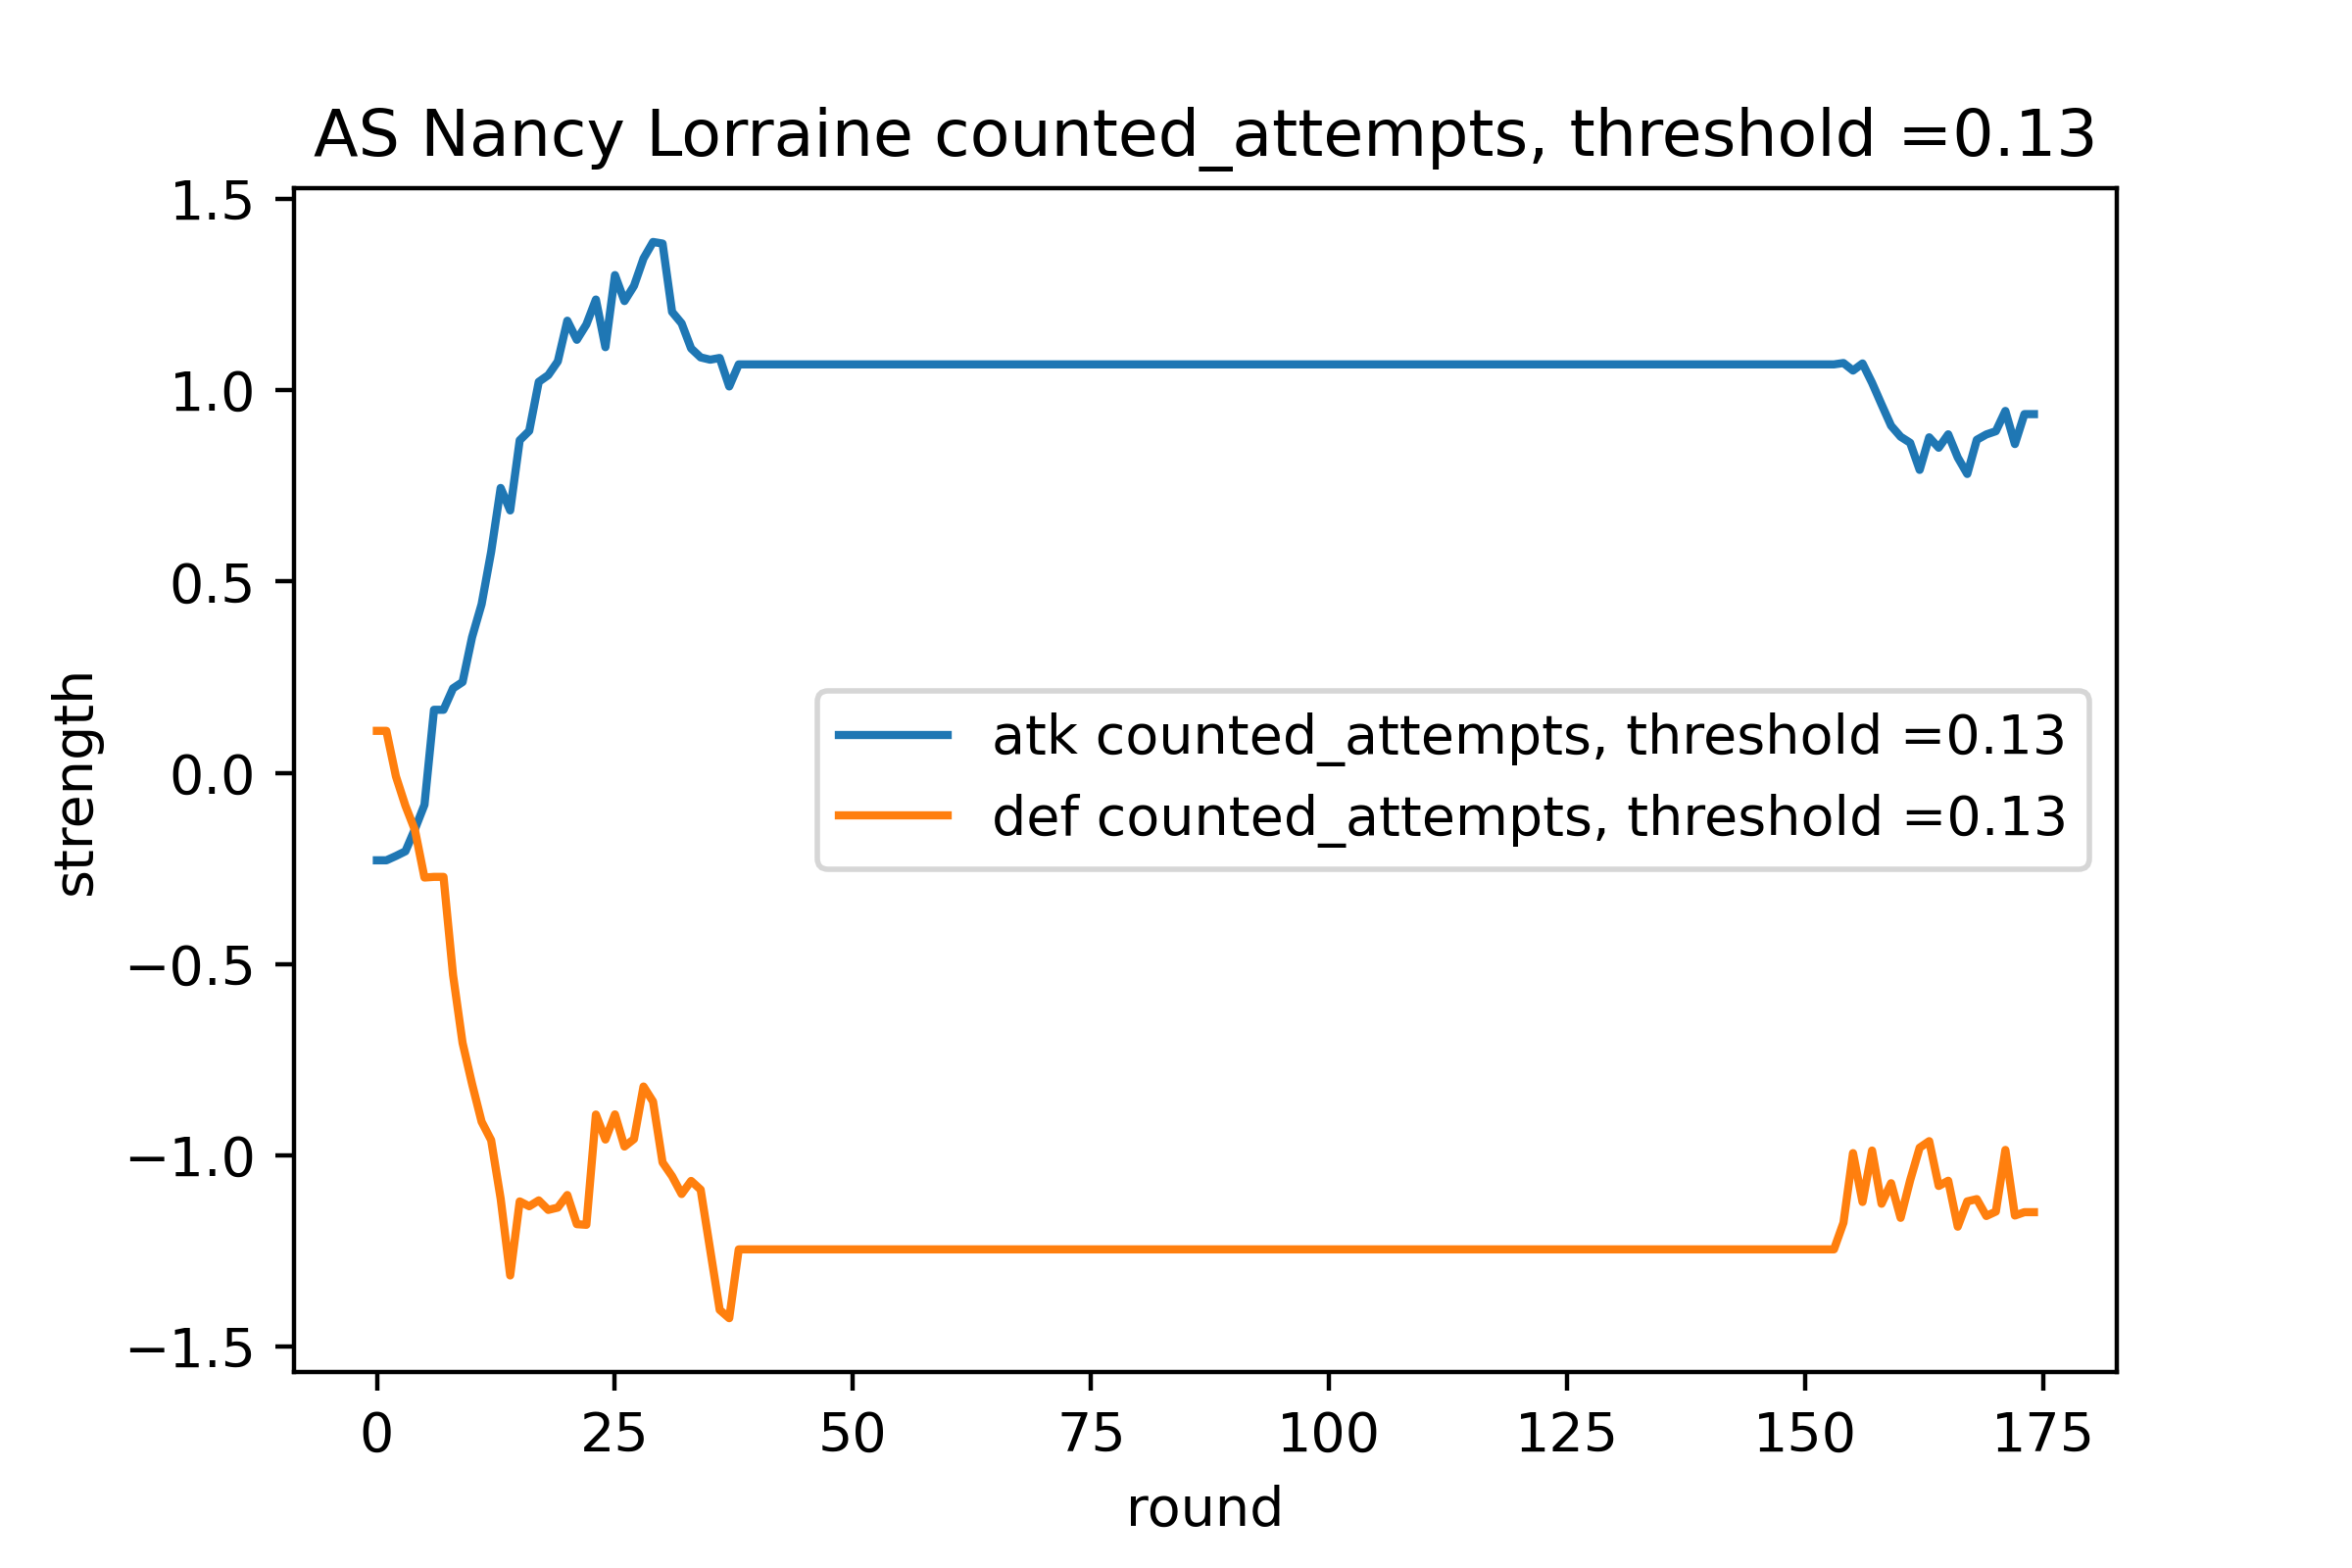 AS Nancy Lorraine counted_attempts, threshold =0.13
1.5
1.0
0.5
0.0
−0.5
−1.0
−1.5
strength
atk counted_attempts, threshold =0.13
def counted_attempts, threshold =0.13
0 25 50 75 100 125 150 175
round